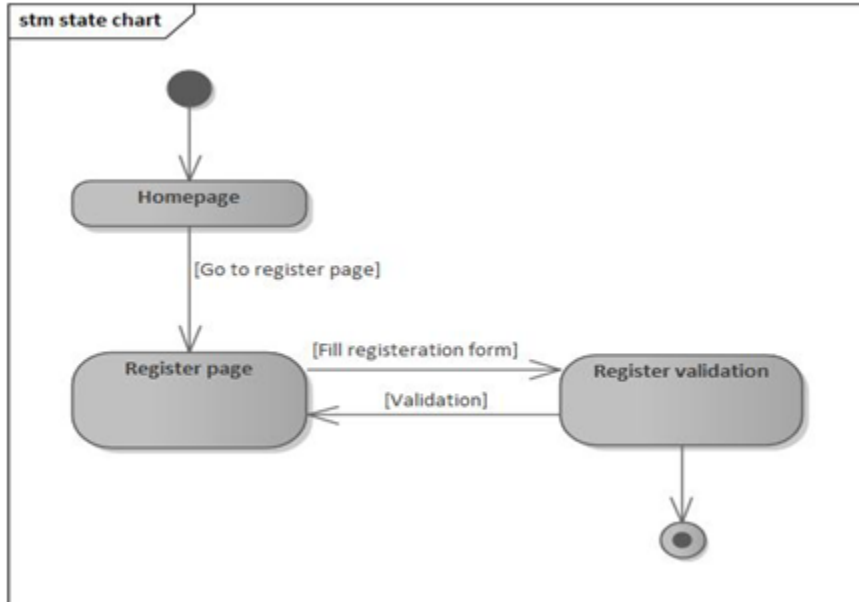 stm state chart
Homepage
[Go to register page]
[Fill registeration form]
Register page
Register validation
[Validation]